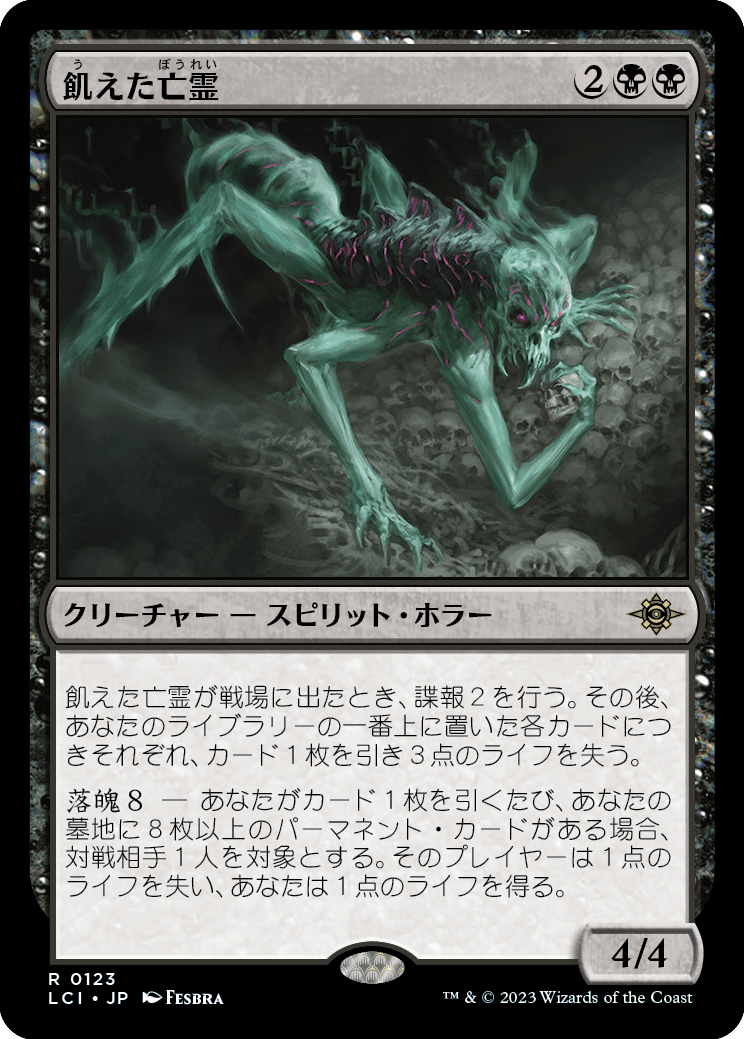 飢えた亡霊
う ぼうれい
2
クリーチャー — スピリット・ホラー
飢えた亡霊が戦場に出たとき、諜報２を行う。その後、
あなたのライブラリーの一番上に置いた各カードにつ
きそれぞれ、カード１枚を引き３点のライフを失う。
落魄８ — あなたがカード１枚を引くたび、あなたの
墓地に８枚以上のパーマネント・カードがある場合、
対戦相手１人を対象とする。そのプレイヤーは１点の
ライフを失い、あなたは１点のライフを得る。
4/4
R 0123
LCI • JP FESBRA
™ & © 2023 Wizards of the Coast